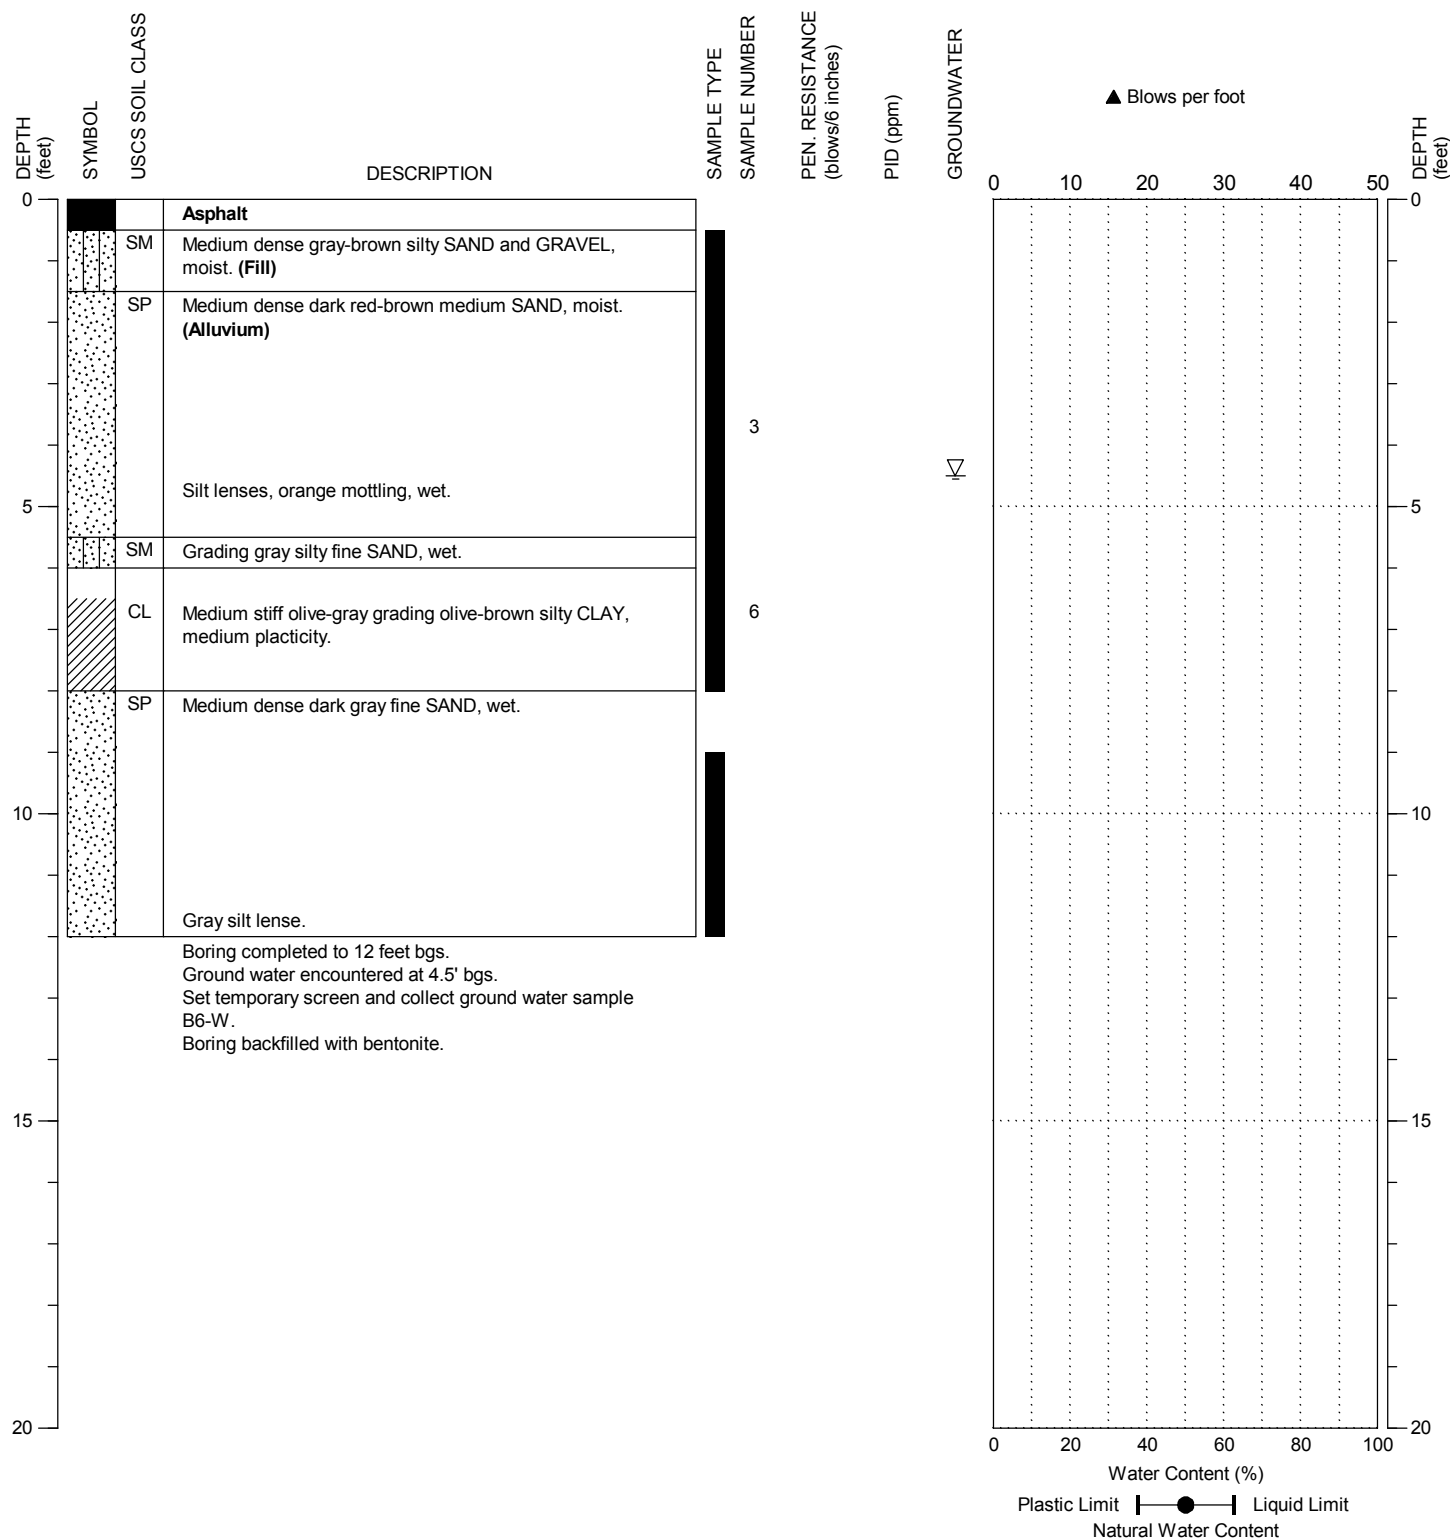 DEPTH
(feet)
SYMBOL
USCS SOIL CLASS
DESCRIPTION
SAMPLE TYPE
SAMPLE NUMBER
PEN. RESISTANCE
(blows/6 inches)
PID (ppm)
GROUNDWATER
▲ Blows per foot
DEPTH
(feet)
0 10 20 30 40 50
0 0
Asphalt
SM Medium dense gray-brown silty SAND and GRAVEL,
moist. (Fill)
SP Medium dense dark red-brown medium SAND, moist.
(Alluvium)
3
Silt lenses, orange mottling, wet.
5 5
SM Grading gray silty fine SAND, wet.
CL Medium stiff olive-gray grading olive-brown silty CLAY, 6
medium placticity.
SP Medium dense dark gray fine SAND, wet.
10 10
Gray silt lense.
Boring completed to 12 feet bgs.
Ground water encountered at 4.5' bgs.
Set temporary screen and collect ground water sample
B6-W.
Boring backfilled with bentonite.
15 15
20 20
0 20 40 60 80 100
Water Content (%)
Plastic Limit Liquid Limit
Natural Water Content